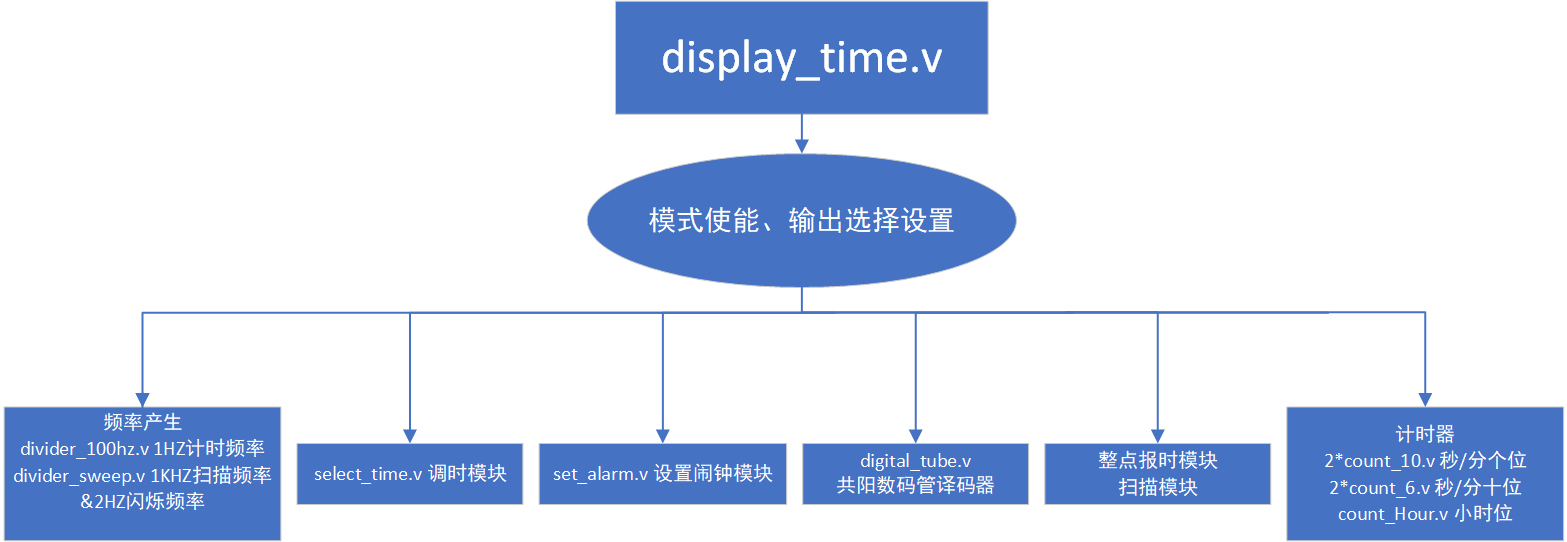 display_time.v
模式使能、输出选择设置
频率产生
divider_100hz.v 1HZ计时频率
divider_sweep.v 1KHZ扫描频率
&2HZ闪烁频率
select_time.v 调时模块
set_alarm.v 设置闹钟模块
digital_tube.v
共阳数码管译码器
整点报时模块
扫描模块
计时器
2*count_10.v 秒/分个位
2*count_6.v 秒/分十位
count_Hour.v 小时位